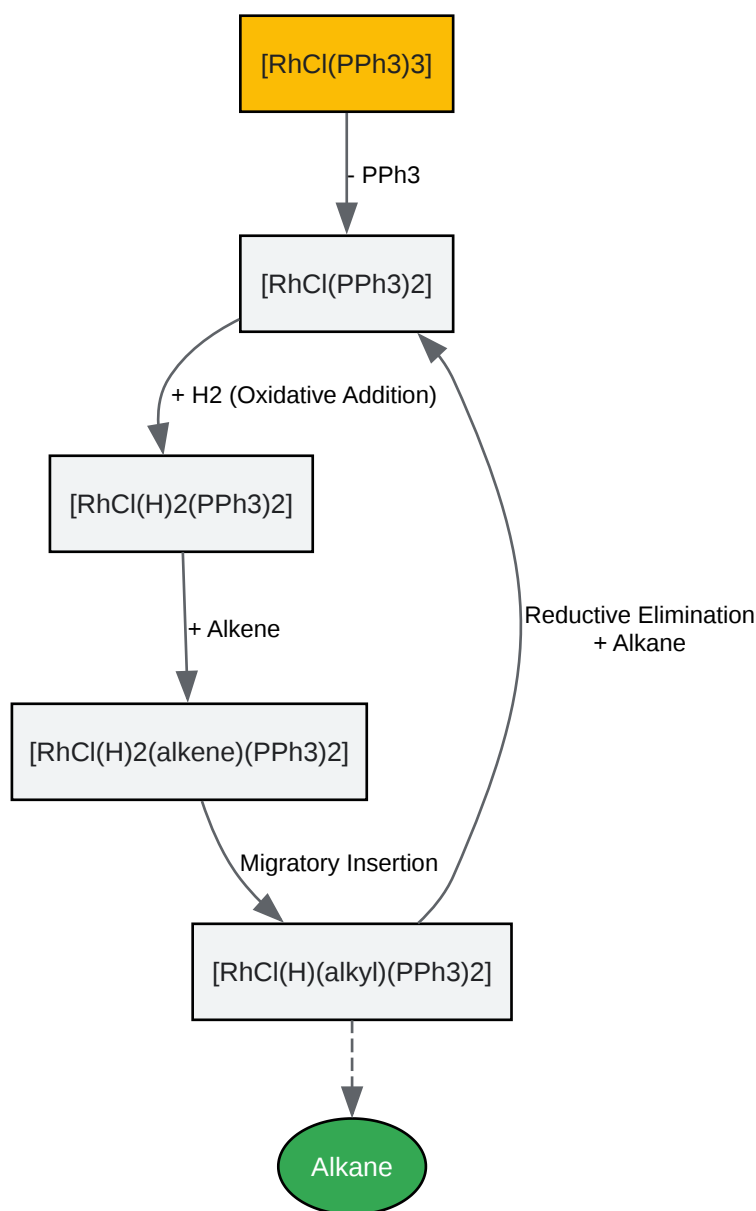 [RhCl(PPh3)3]
- PPh3
[RhCl(PPh3)2]
+ H2 (Oxidative Addition)
[RhCl(H)2(PPh3)2]
+ Alkene
Reductive Elimination
+ Alkane
[RhCl(H)2(alkene)(PPh3)2]
Migratory Insertion
[RhCl(H)(alkyl)(PPh3)2]
Alkane